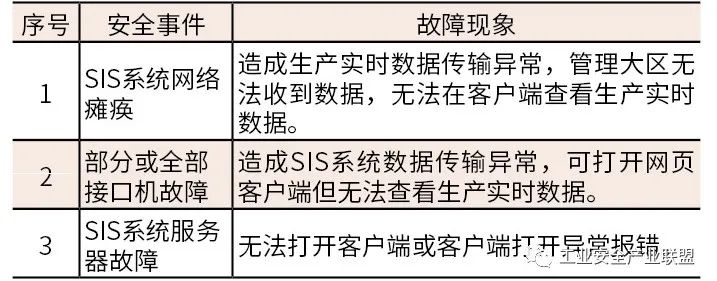 序号 安全事件 故障现象
造成生产实时数据传输异常，管理大区无
1 SIS系统网络瘫痪 法收到数据，无法在客户端查看生产实时
数据。
2 部分或全部接口机故障 造成SIS系统数据传输异常，可打开网页
客户端但无法查看生产实时数据。
3 SIS系统服务器故障 无法打开客户端或客户端打开异常报错
工业安全产业联盟